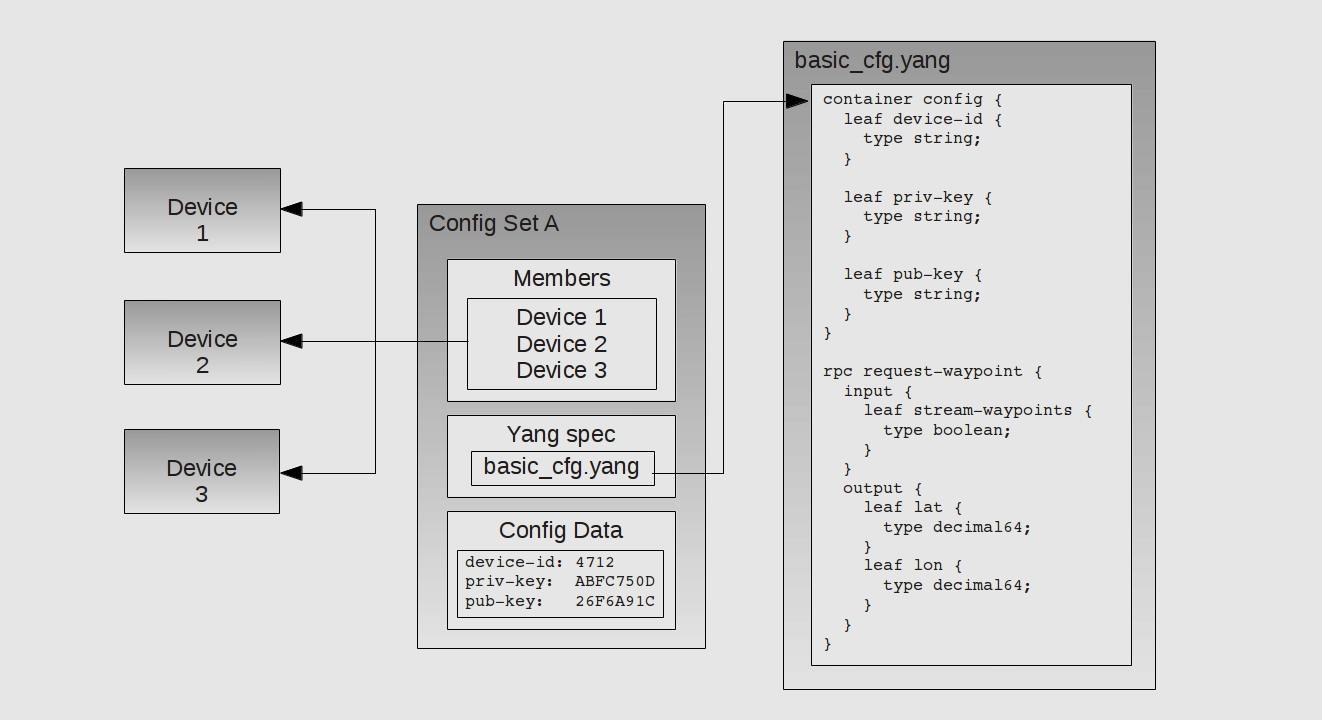 Device
1
Device
2
Device
3
Config Set A
Members
Device 1
Device 2
Device 3
Yang spec
basic_cfg.yang
Config Data
device-id: 4712
priv-key:  ABFC750D
pub-key:   26F6A91C
basic_cfg.yang
container config {
  leaf device-id {
    type string;
  }

  leaf priv-key {
    type string;
  }

  leaf pub-key {
    type string;
  }
}

rpc request-waypoint {
  input {
    leaf stream-waypoints {
      type boolean;
    }
  }
  output {
    leaf lat {
      type decimal64;
    }
    leaf lon {
      type decimal64;
    }
  }
}